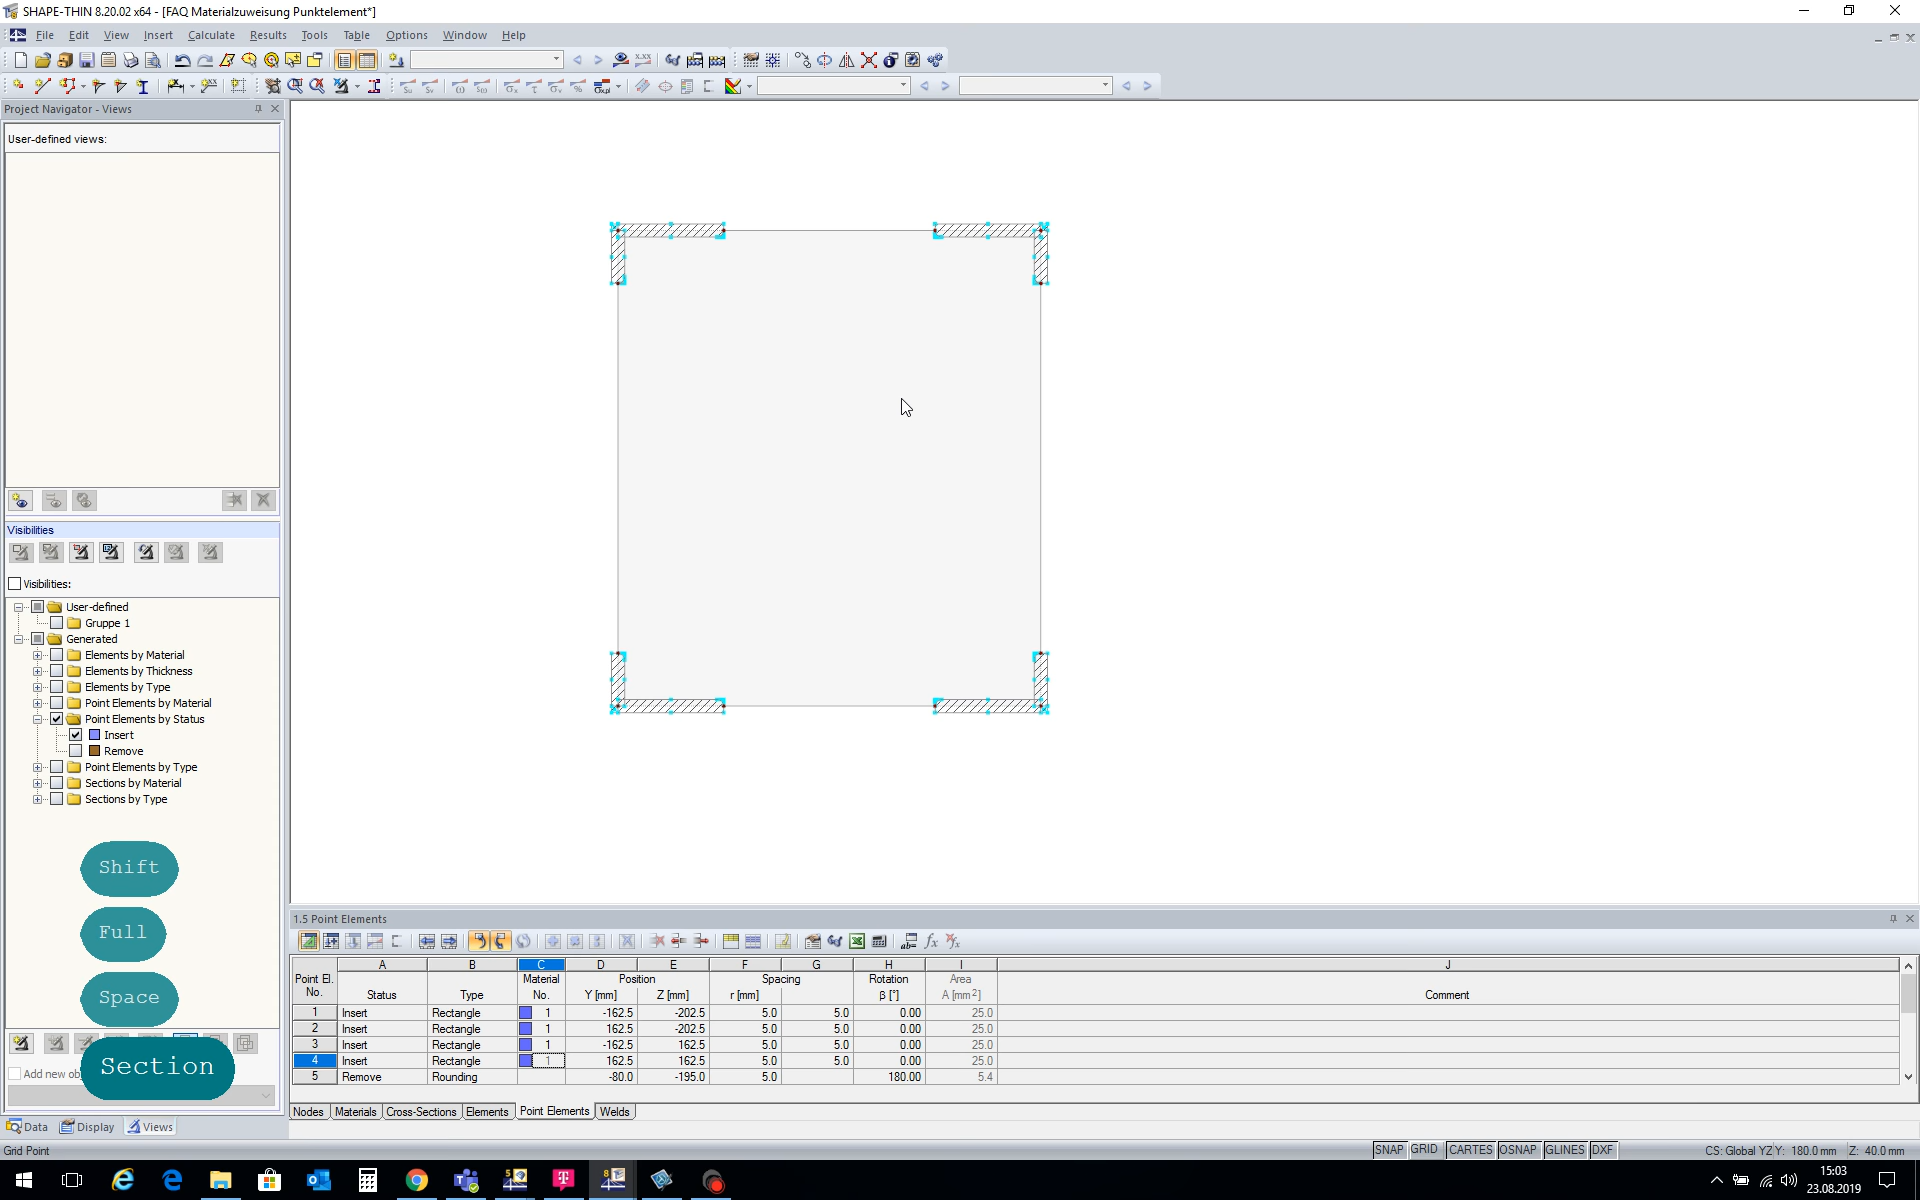 SHAPE-THIN 8.20.02 x64 - [FAQ Materialzuweisung Punktelement*]
File Edit View Insert Calculate Results Tools Table Options Window Help
Project Navigator - Views
User-defined views:
Visibilities
Visibilities:
User-defined
Gruppe 1
Generated
Elements by Material
Elements by Thickness
Elements by Type
Point Elements by Material
Point Elements by Status
Insert
Remove
Point Elements by Type
Sections by Material
Sections by Type
Shift
Full
Space
Section
Add new obj
Data Display Views
1.5 Point Elements
A B C D E F G H I J
Point El. Material Position Spacing Rotation Area
No. Status Type No. Y [mm] Z [mm] r [mm] β [°] A [mm²] Comment
1 Insert Rectangle 1 -162.5 -202.5 5.0 5.0 0.00 25.0
2 Insert Rectangle 1 162.5 -202.5 5.0 5.0 0.00 25.0
3 Insert Rectangle 1 -162.5 162.5 5.0 5.0 0.00 25.0
4 Insert Rectangle 1 162.5 162.5 5.0 5.0 0.00 25.0
5 Remove Rounding -80.0 -195.0 5.0 180.00 5.4
Nodes Materials Cross-Sections Elements Point Elements Welds
Grid Point SNAP GRID CARTES OSNAP GLINES DXF CS: Global YZ Y: 180.0 mm Z: 40.0 mm
15:03
23.08.2019